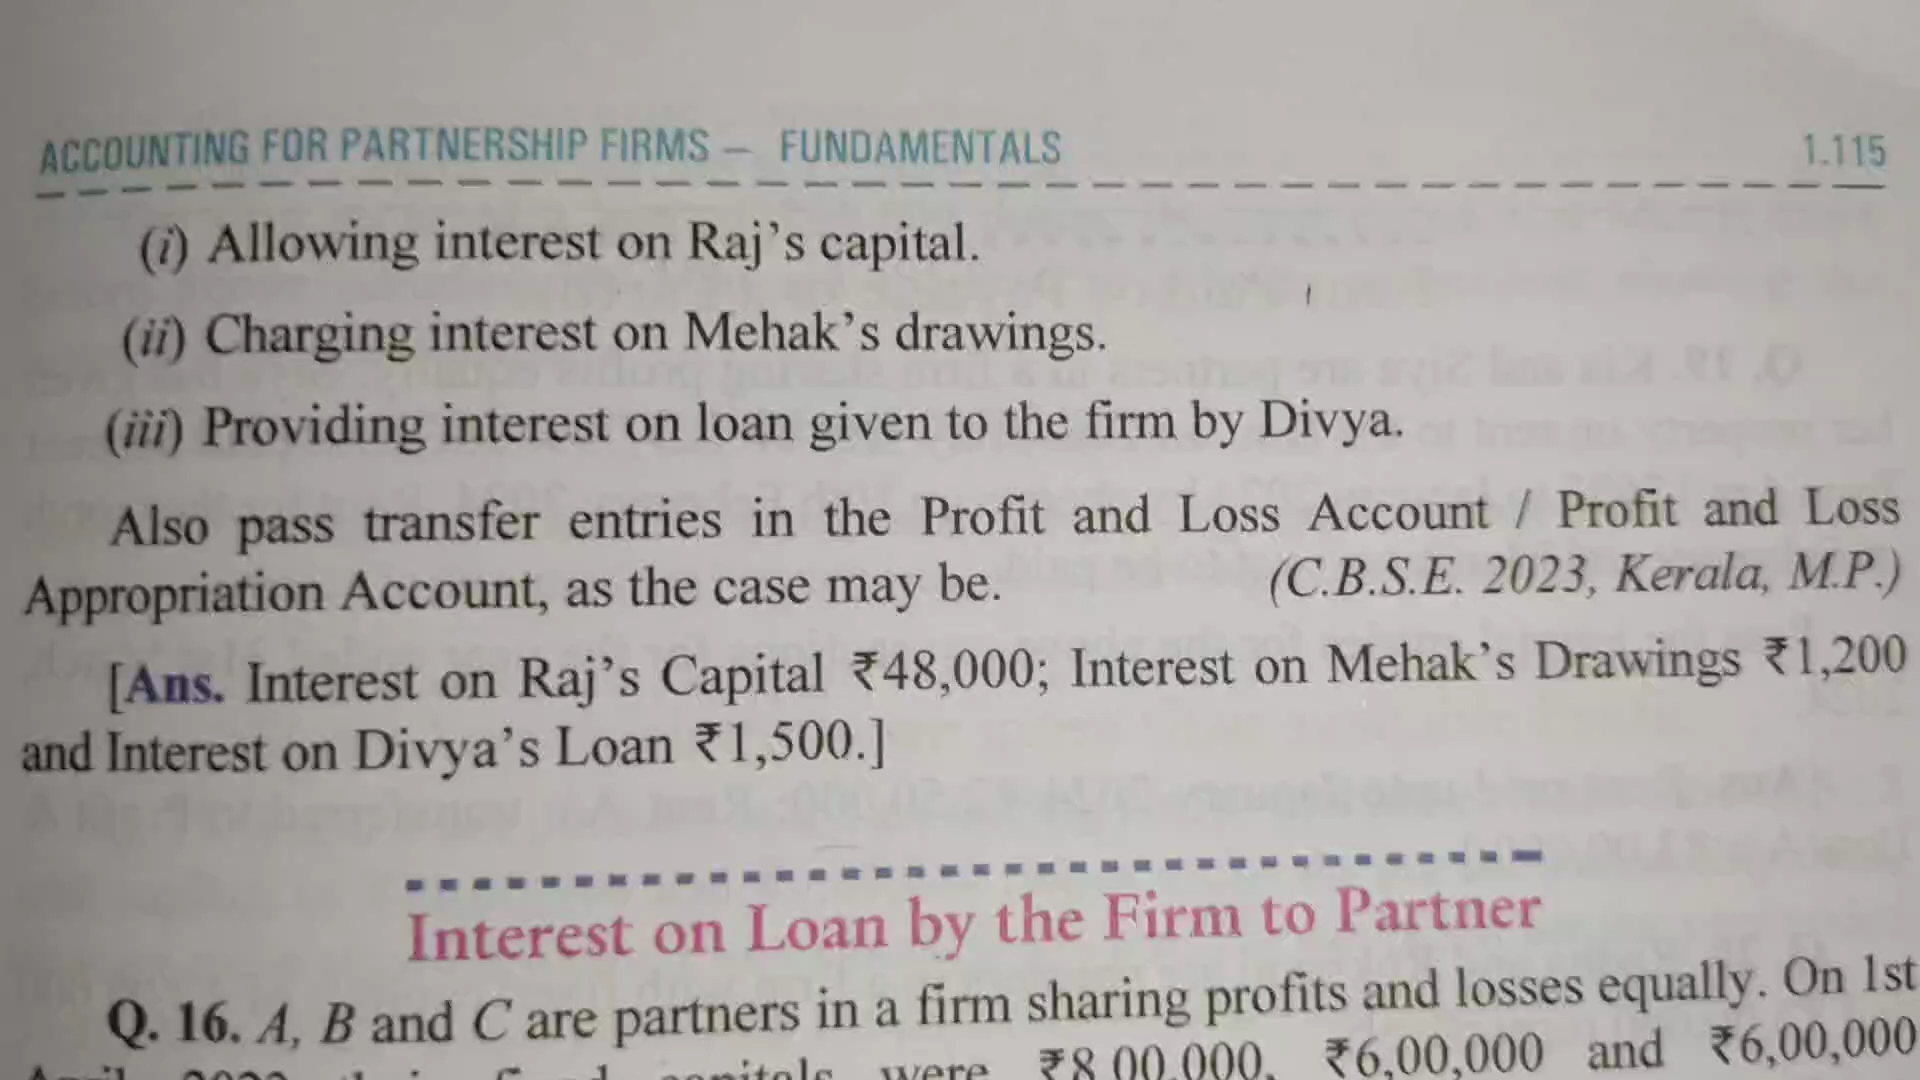 ACCOUNTING FOR PARTNERSHIP FIRMS – FUNDAMENTALS 1.115
(i) Allowing interest on Raj's capital.
(ii) Charging interest on Mehak's drawings.
(iii) Providing interest on loan given to the firm by Divya.
Also pass transfer entries in the Profit and Loss Account / Profit and Loss
Appropriation Account, as the case may be. (C.B.S.E. 2023, Kerala, M.P.)
[Ans. Interest on Raj's Capital ₹48,000; Interest on Mehak's Drawings ₹1,200
and Interest on Divya's Loan ₹1,500.]
Interest on Loan by the Firm to Partner
Q. 16. A, B and C are partners in a firm sharing profits and losses equally. On 1st
capitals were ₹8,00,000, ₹6,00,000 and ₹6,00,000